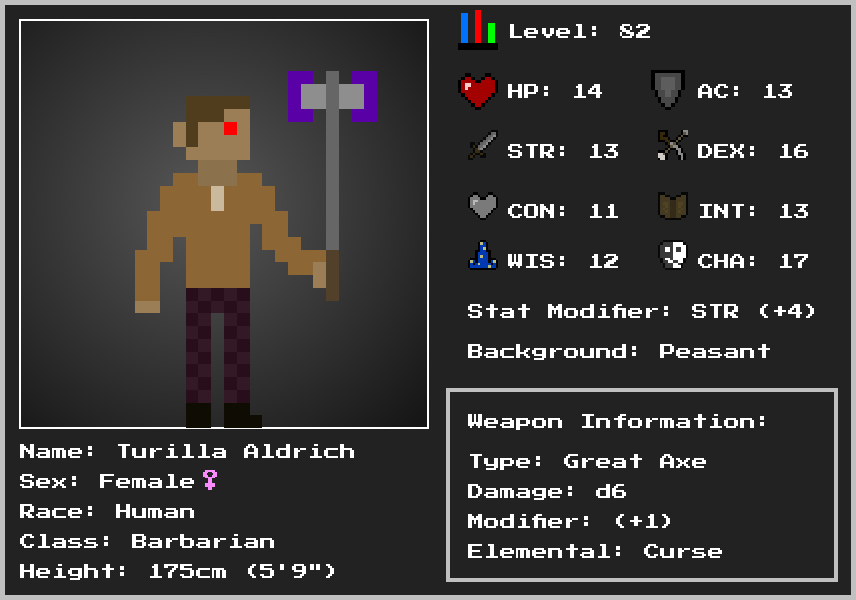 Level: 82
HP: 14
AC: 13
STR: 13
DEX: 16
CON: 11
INT: 13
WIS: 12
CHA: 17
Stat Modifier: STR (+4)
Background: Peasant
Weapon Information:
Type: Great Axe
Damage: d6
Modifier: (+1)
Elemental: Curse
Name: Turilla Aldrich
Sex: Female♀
Race: Human
Class: Barbarian
Height: 175cm (5'9")